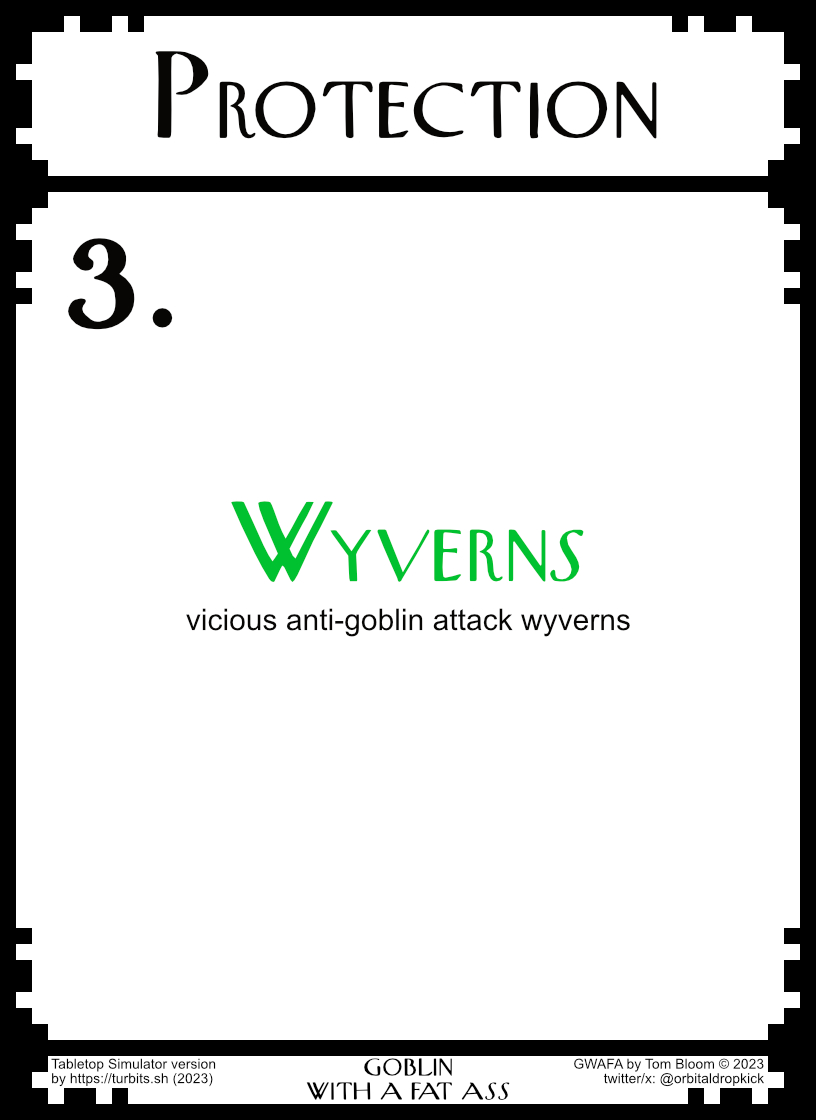 Protection
3.
Wyverns
vicious anti-goblin attack wyverns
Tabletop Simulator version
by https://turbits.sh (2023)
GOBLIN
WITH A FAT ASS
GWAFA by Tom Bloom © 2023
twitter/x: @orbitaldropkick